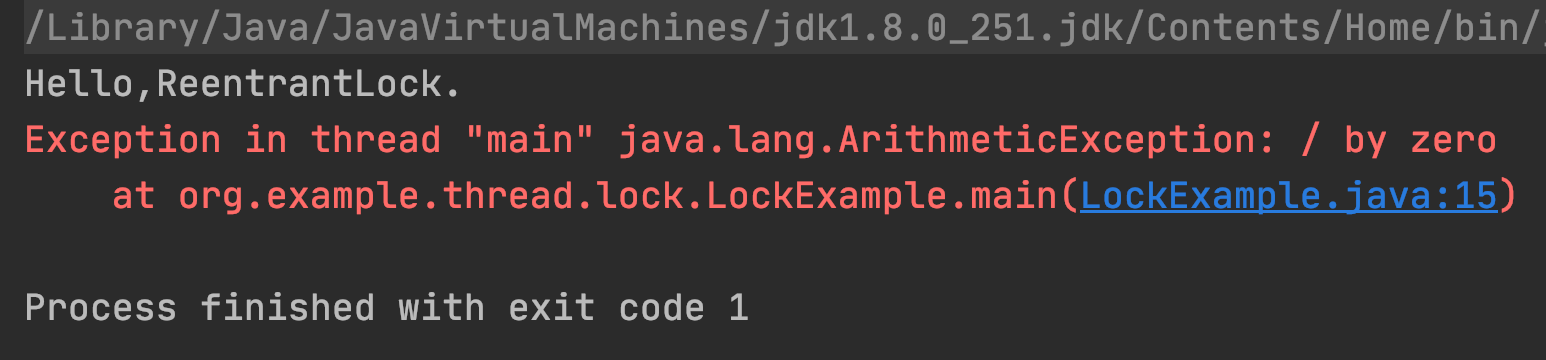 /Library/Java/JavaVirtualMachines/jdk1.8.0_251.jdk/Contents/Home/bin/
Hello,ReentrantLock.
Exception in thread "main" java.lang.ArithmeticException: / by zero
at org.example.thread.lock.LockExample.main(LockExample.java:15)
Process finished with exit code 1